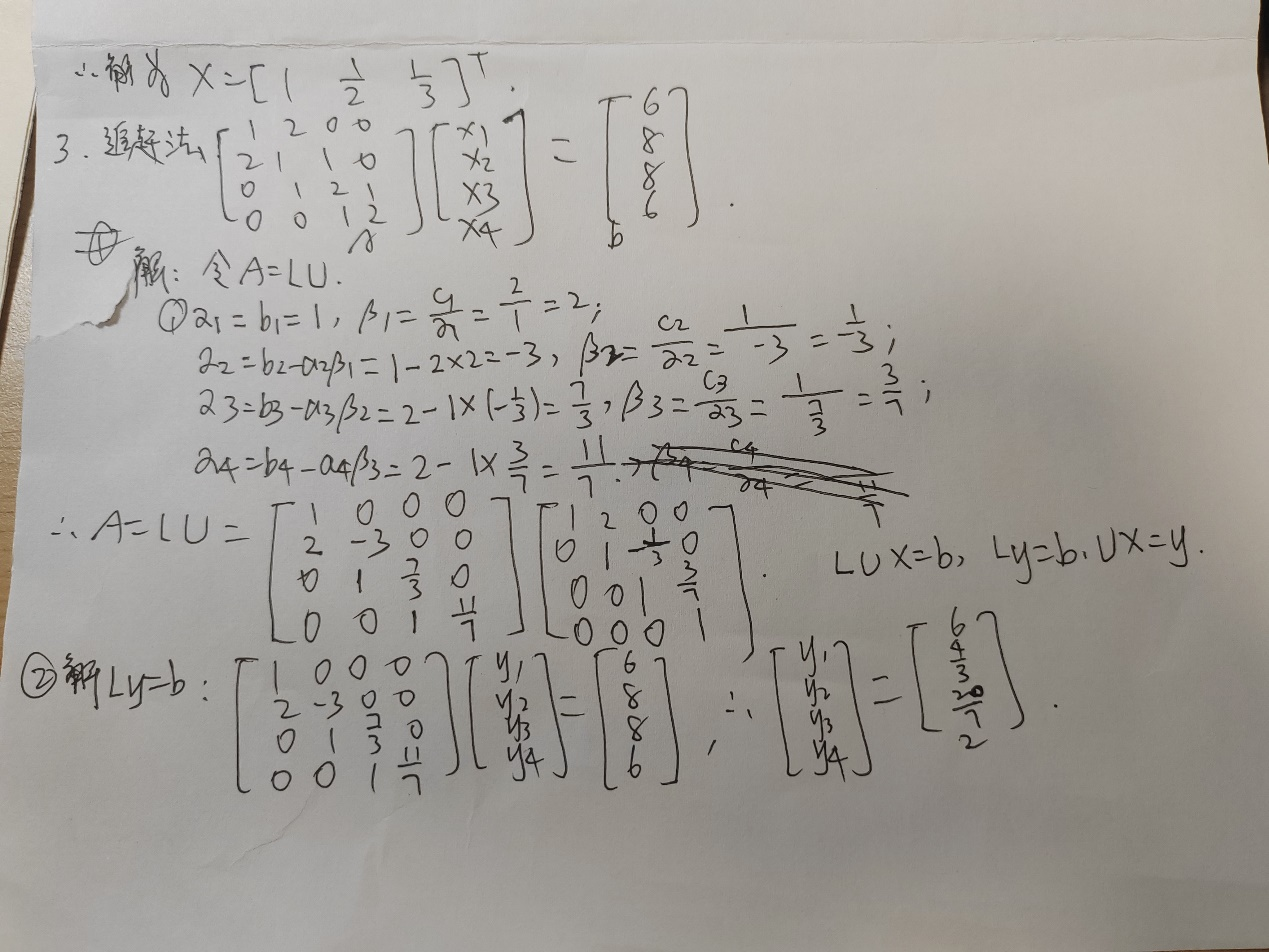 ∴解为 X=[1 1/2 1/3]ᵀ.
3. 追赶法 [1 2 0 0; 2 1 1 0; 0 1 2 1; 0 0 1 2] [x1; x2; x3; x4] = [6; 8; 8; 6].
A b
解: 令A=LU.
① α1=b1=1, β1=c1/α1=2/1=2;
α2=b2-a2β1=1-2×2=-3, β2=c2/α2=1/-3=1/-3;
α3=b3-a3β2=2-1×(-1/3)=7/3, β3=c3/α3=1/(7/3)=3/7;
α4=b4-a4β3=2-1×3/7=11/7.
∴A=LU=[1 0 0 0; 2 -3 0 0; 0 1 7/3 0; 0 0 1 11/7] [1 2 0 0; 0 1 -1/3 0; 0 0 1 3/7; 0 0 0 1]. LUX=b, Ly=b, UX=y.
②解Ly=b: [1 0 0 0; 2 -3 0 0; 0 1 7/3 0; 0 0 1 11/7] [y1; y2; y3; y4]=[6; 8; 8; 6], ∴[y1; y2; y3; y4]=[6; 4/3; 20/7; 2].